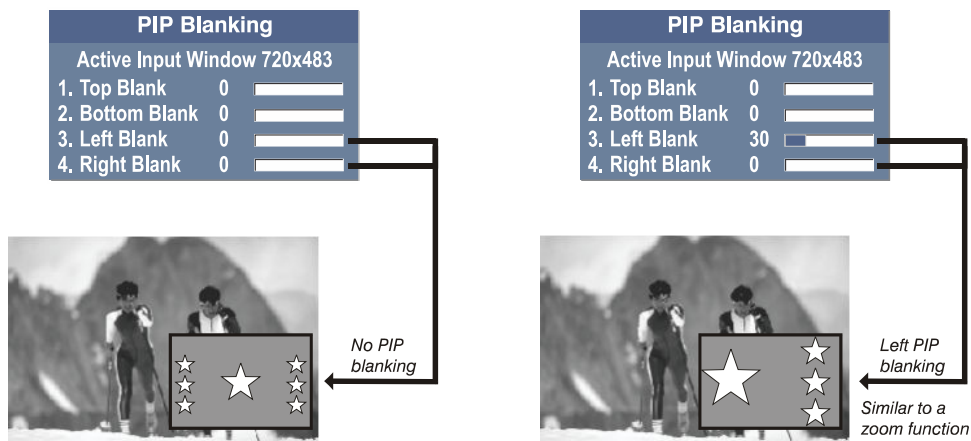 PIP Blanking
Active Input Window 720x483
1. Top Blank 0
2. Bottom Blank 0
3. Left Blank 0
4. Right Blank 0
No PIP
blanking
PIP Blanking
Active Input Window 720x483
1. Top Blank 0
2. Bottom Blank 0
3. Left Blank 30
4. Right Blank 0
Left PIP
blanking
Similar to a
zoom function